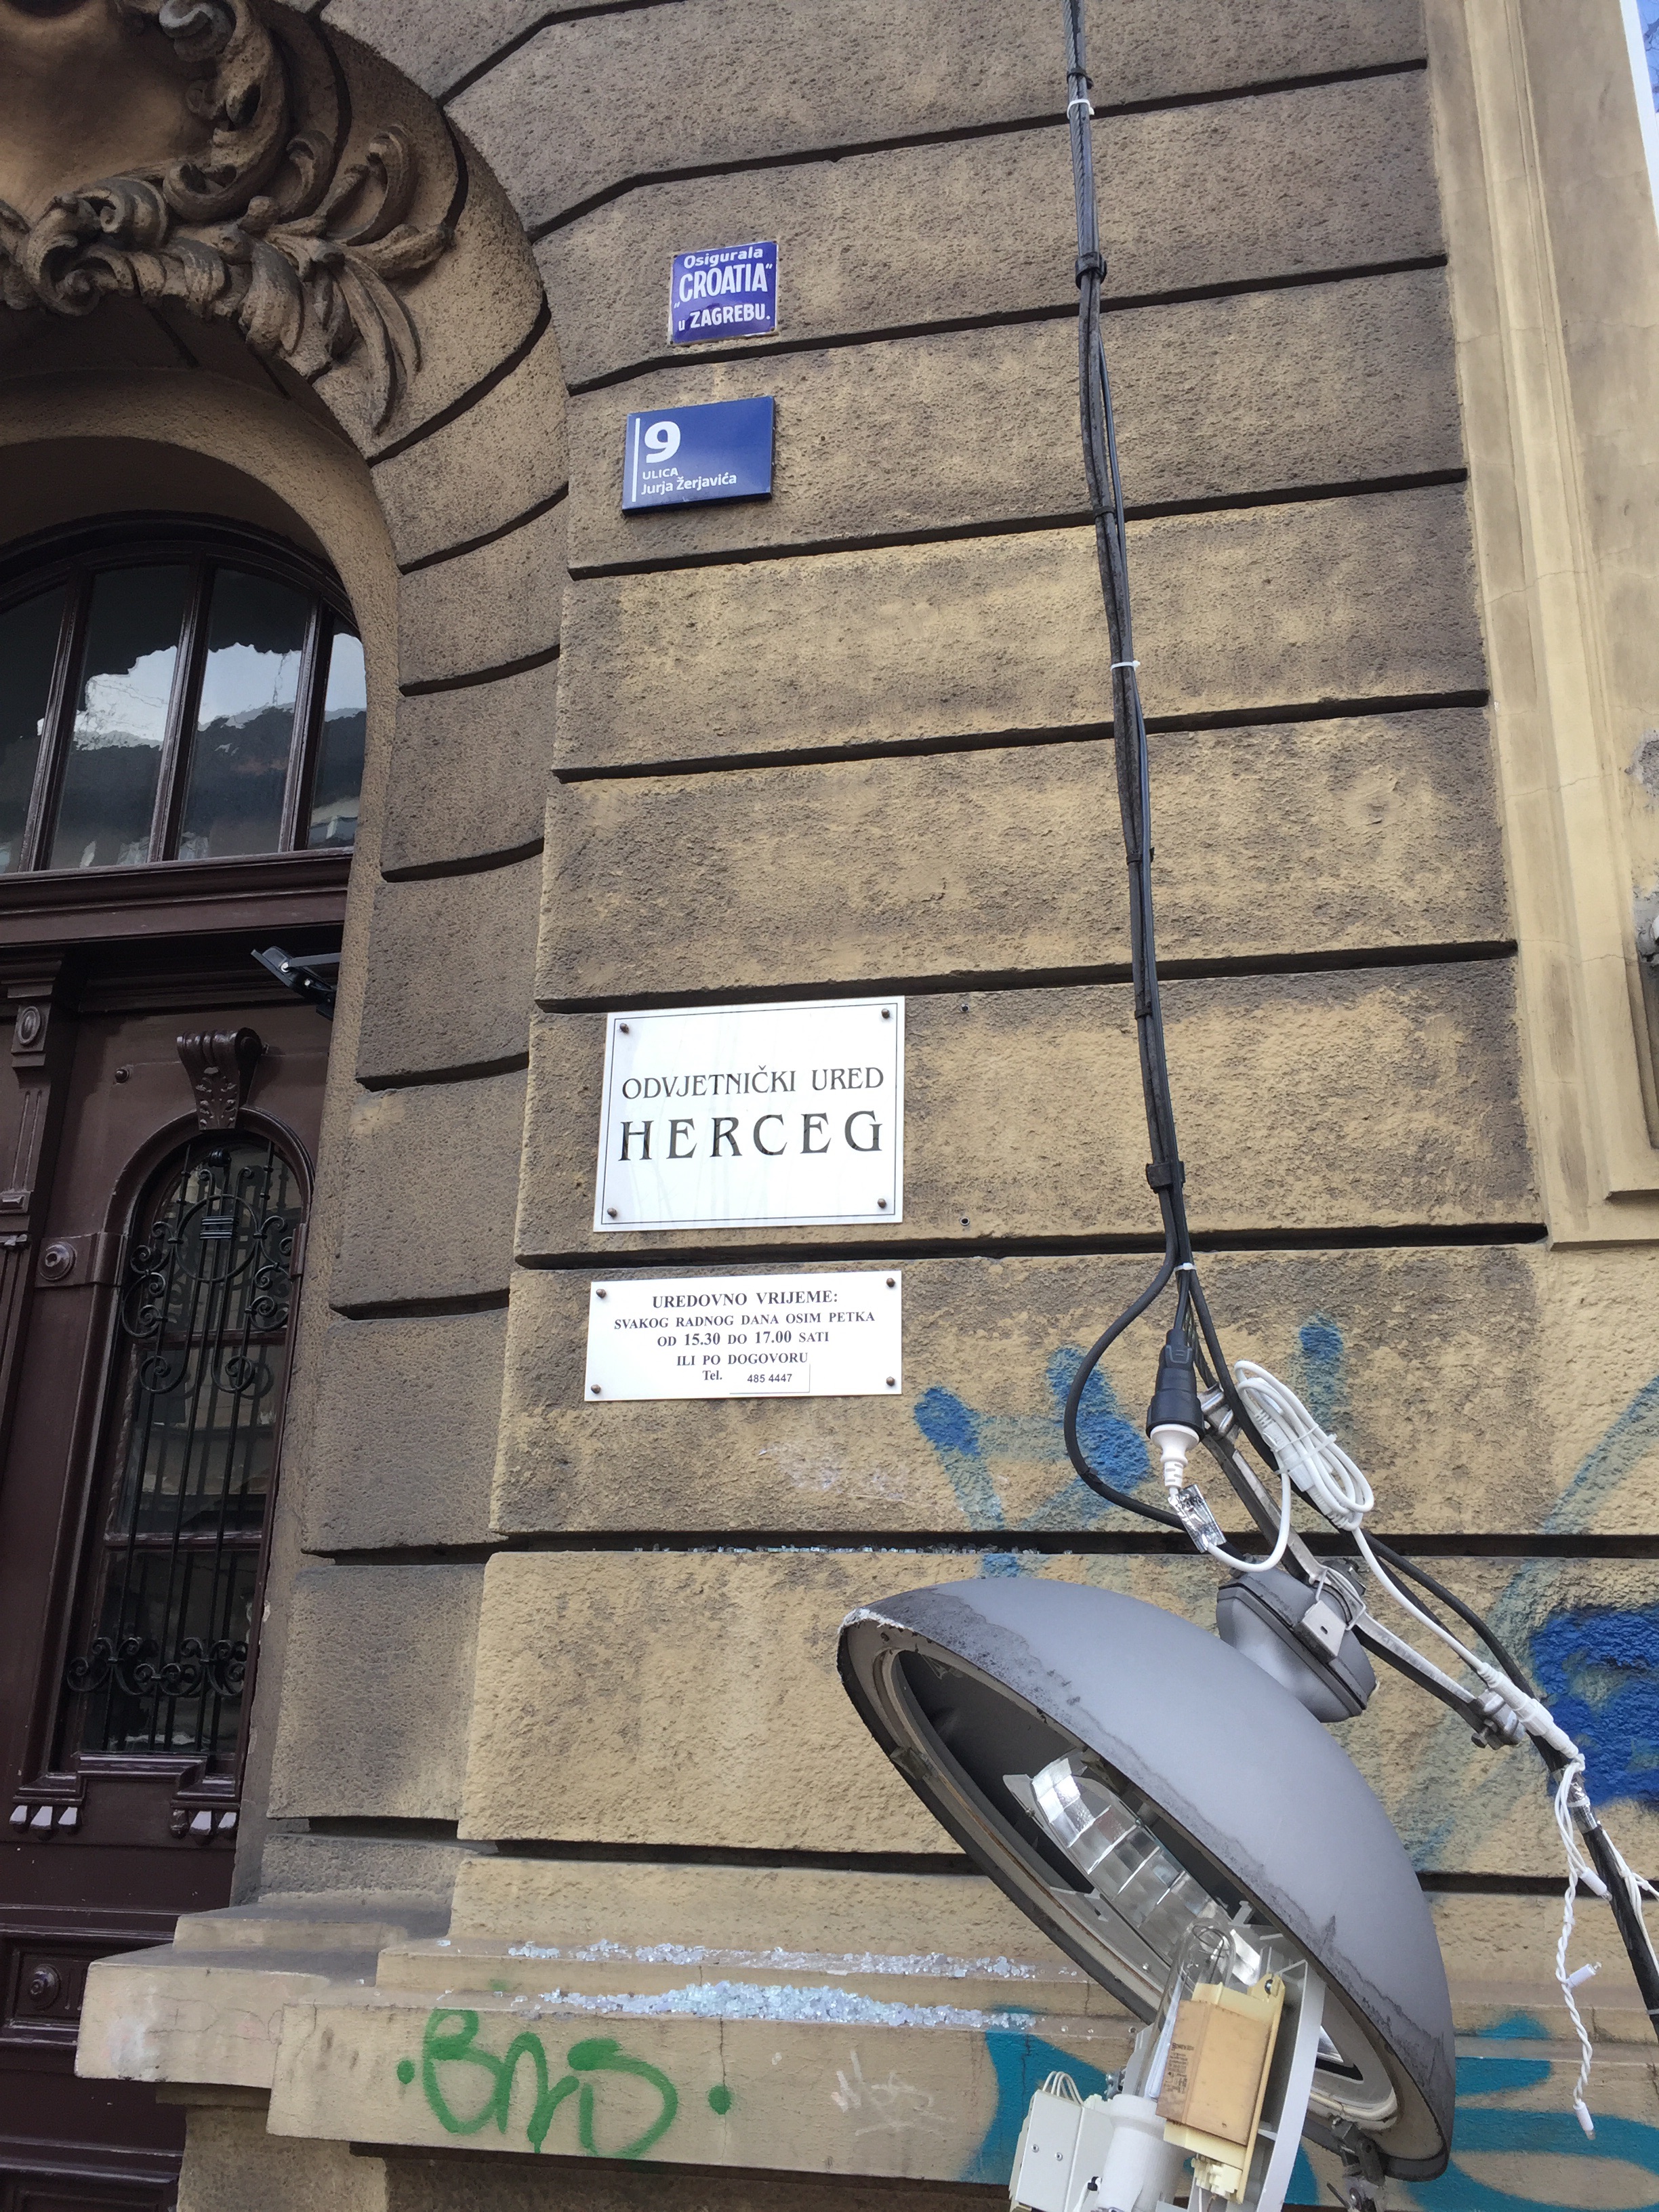 Osigurala
„CROATIA"
u ZAGREBU.
9
ULICA
Jurja Žerjavića
ODVJETNIČKI URED
HERCEG
UREDOVNO VRIJEME:
SVAKOG RADNOG DANA OSIM PETKA
OD 15.30 DO 17.00 SATI
ILI PO DOGOVORU
Tel. 485 4447